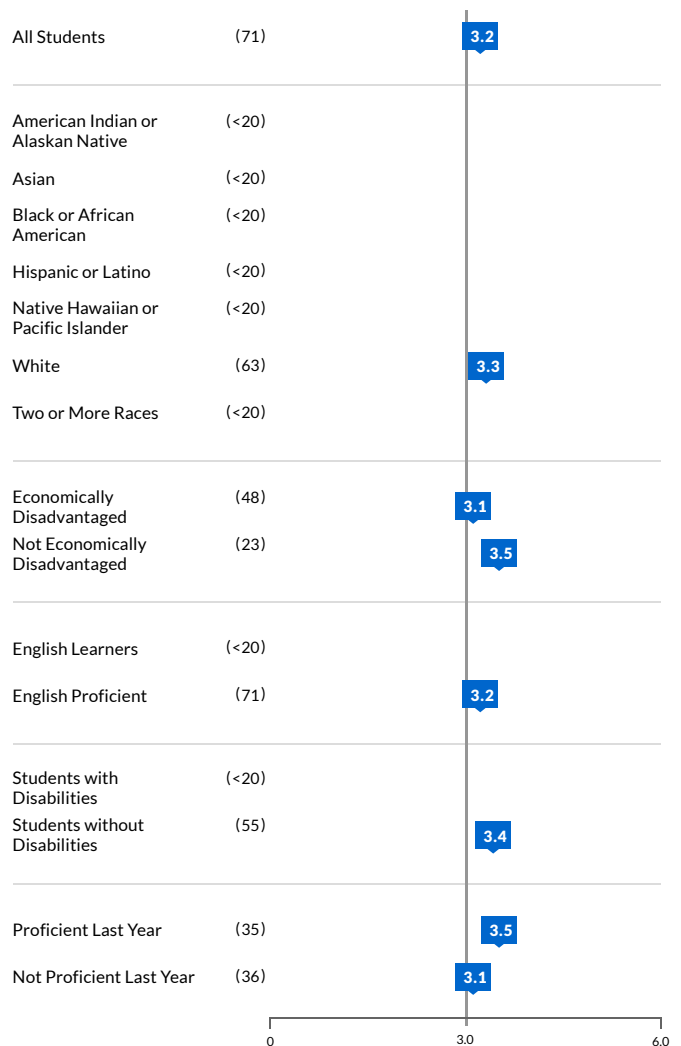 All Students (71) 3.2
American Indian or
Alaskan Native (<20)
Asian (<20)
Black or African
American (<20)
Hispanic or Latino (<20)
Native Hawaiian or
Pacific Islander (<20)
White (63) 3.3
Two or More Races (<20)
Economically
Disadvantaged (48) 3.1
Not Economically
Disadvantaged (23) 3.5
English Learners (<20)
English Proficient (71) 3.2
Students with
Disabilities (<20)
Students without
Disabilities (55) 3.4
Proficient Last Year (35) 3.5
Not Proficient Last Year (36) 3.1
0 3.0 6.0